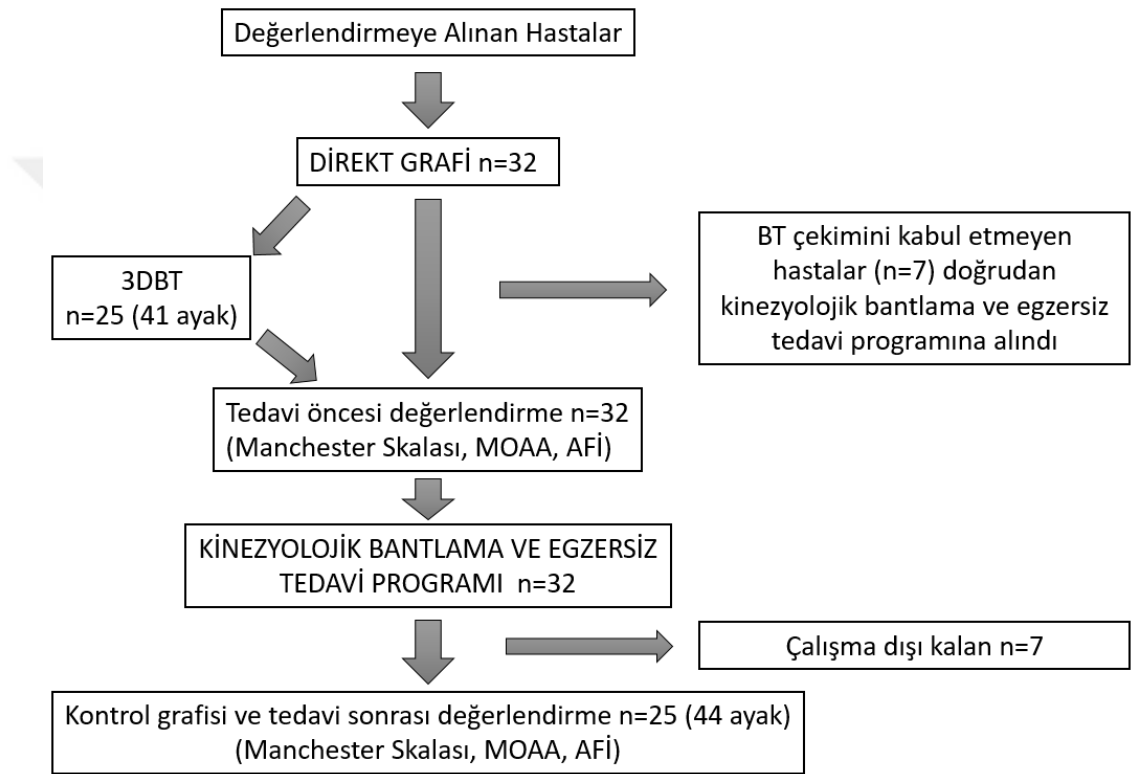 Değerlendirmeye Alınan Hastalar
DİREKT GRAFİ n=32
3DBT
n=25 (41 ayak)
BT çekimini kabul etmeyen
hastalar (n=7) doğrudan
kinezyolojik bantlama ve egzersiz
tedavi programına alındı
Tedavi öncesi değerlendirme n=32
(Manchester Skalası, MOAA, AFİ)
KİNEZYOLOJİK BANTLAMA VE EGZERSİZ
TEDAVİ PROGRAMI n=32
Çalışma dışı kalan n=7
Kontrol grafisi ve tedavi sonrası değerlendirme n=25 (44 ayak)
(Manchester Skalası, MOAA, AFİ)